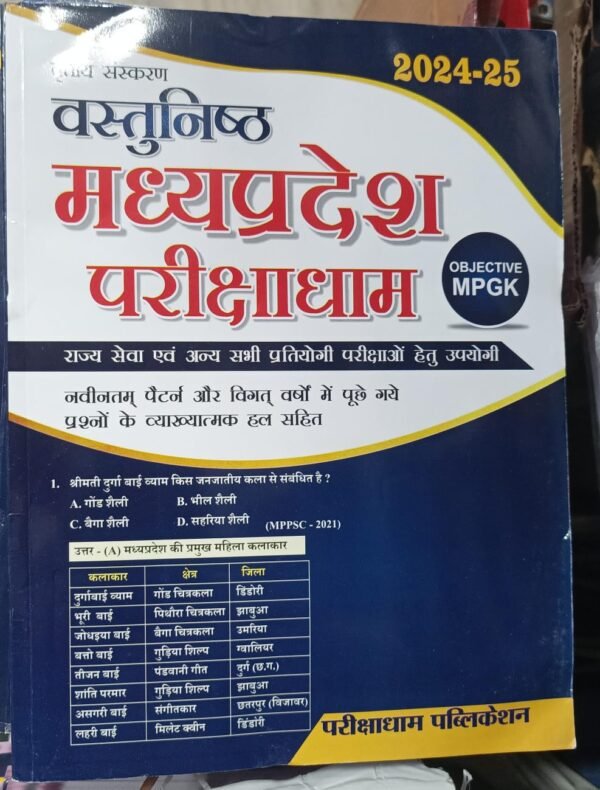 2024-25
तृतीय संस्करण
वस्तुनिष्ठ
मध्यप्रदेश
परीक्षाधाम
OBJECTIVE
MPGK
राज्य सेवा एवं अन्य सभी प्रतियोगी परीक्षाओं हेतु उपयोगी
नवीनतम् पैटर्न और विगत् वर्षों में पूछे गये
प्रश्नों के व्याख्यात्मक हल सहित
1. श्रीमती दुर्गा बाई व्याम किस जनजातीय कला से संबंधित है ?
A. गोंड शैली B. भील शैली
C. बैगा शैली D. सहरिया शैली (MPPSC - 2021)
उत्तर - (A) मध्यप्रदेश की प्रमुख महिला कलाकार
कलाकार क्षेत्र जिला
दुर्गाबाई व्याम गोंड चित्रकला डिंडोरी
भूरी बाई पिथौरा चित्रकला झाबुआ
जोधइया बाई बैगा चित्रकला उमरिया
बत्तो बाई गुड़िया शिल्प ग्वालियर
तीजन बाई पंडवानी गीत दुर्ग (छ.ग.)
शांति परमार गुड़िया शिल्प झाबुआ
असगरी बाई संगीतकार छतरपुर (बिजावर)
लहरी बाई मिलेट क्वीन डिंडोरी
परीक्षाधाम पब्लिकेशन